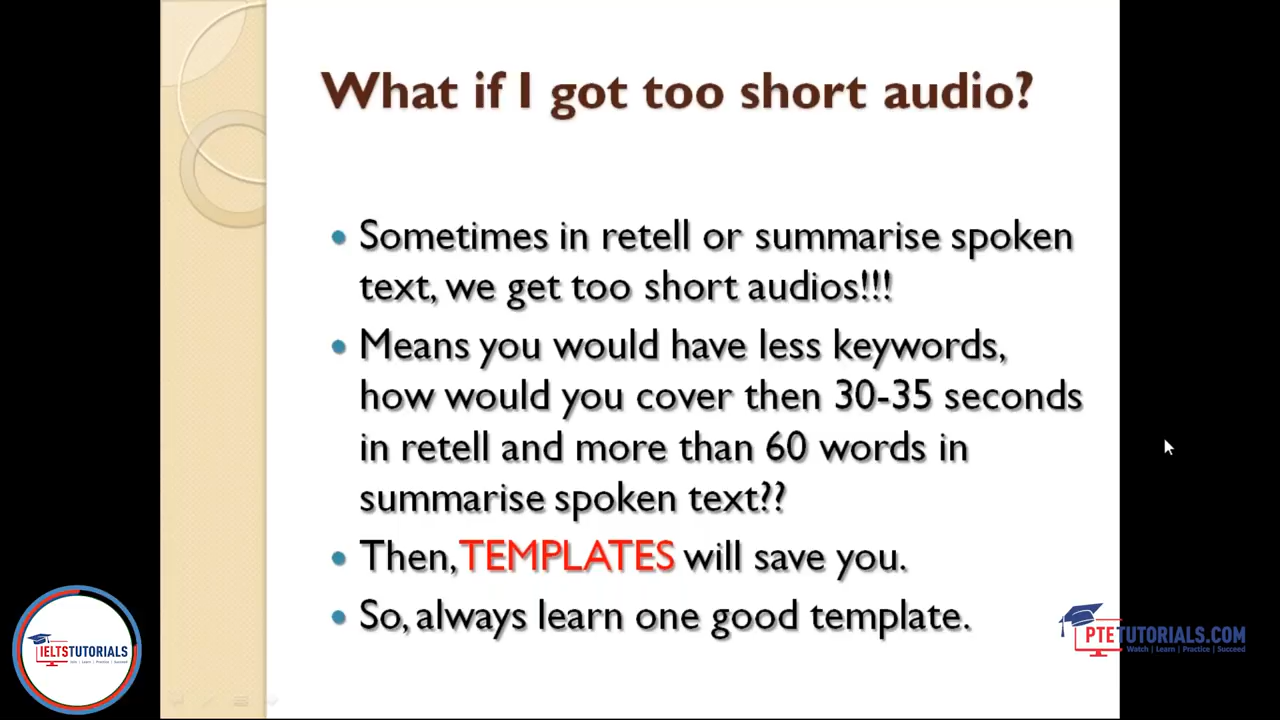 What if I got too short audio?
• Sometimes in retell or summarise spoken
text, we get too short audios!!!
• Means you would have less keywords,
how would you cover then 30-35 seconds
in retell and more than 60 words in
summarise spoken text??
• Then, TEMPLATES will save you.
• So, always learn one good template.
IELTSTUTORIALS
PTETUTORIALS.COM
Watch | Learn | Practice | Succeed